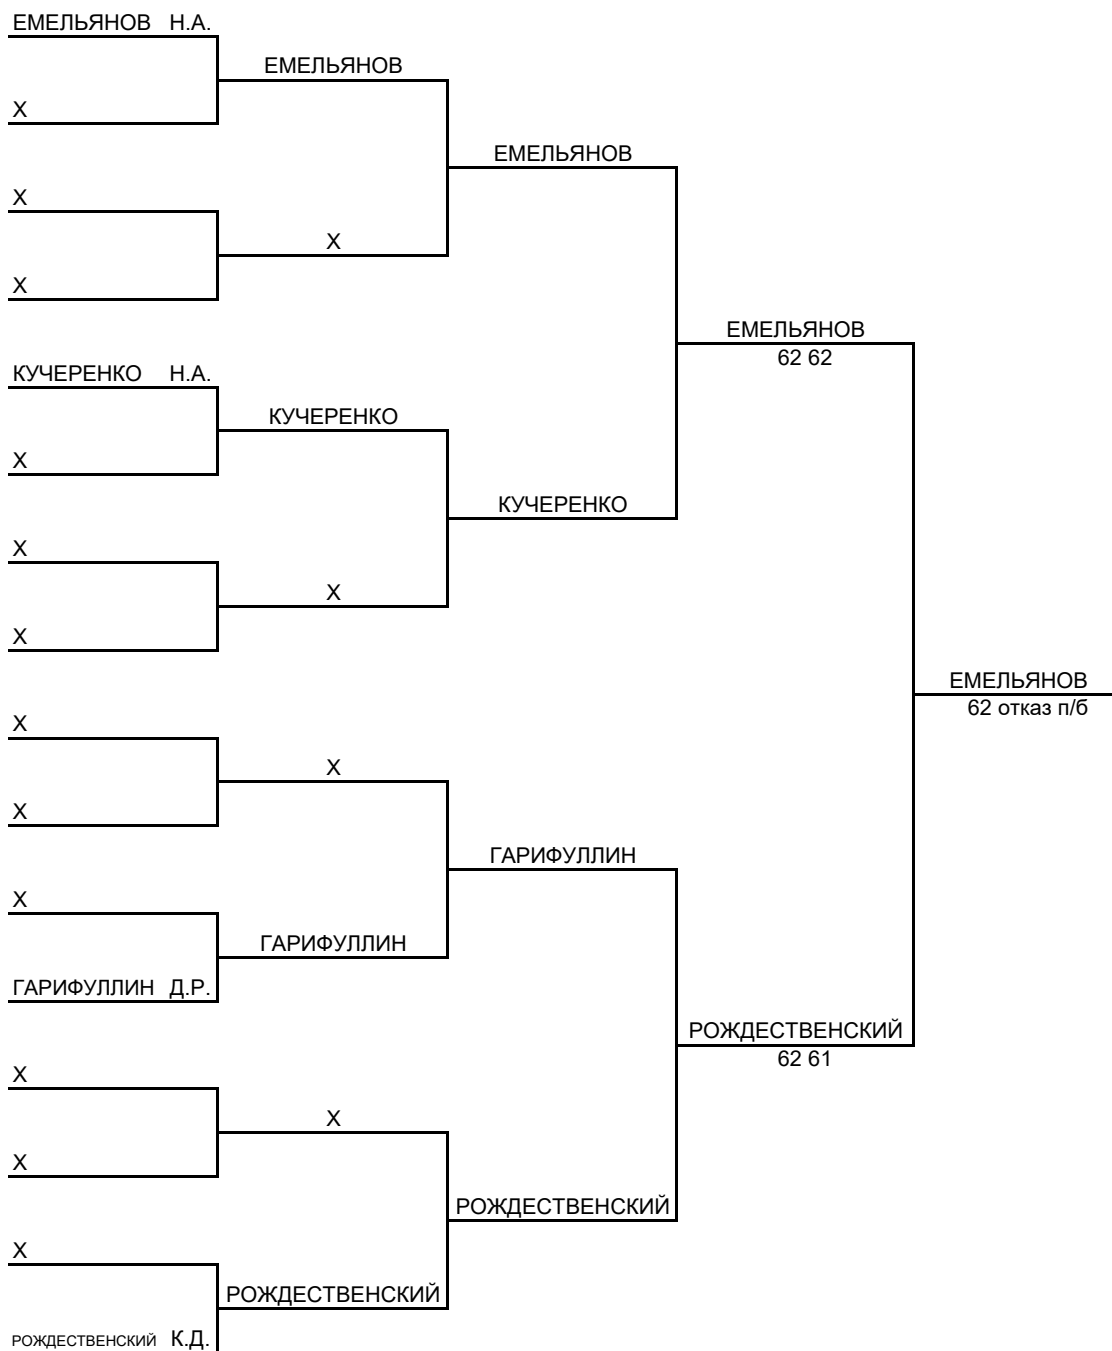 ЕМЕЛЬЯНОВ Н.А.
ЕМЕЛЬЯНОВ
X
ЕМЕЛЬЯНОВ
X
X
X
ЕМЕЛЬЯНОВ
62 62
КУЧЕРЕНКО Н.А.
КУЧЕРЕНКО
X
КУЧЕРЕНКО
X
X
X
ЕМЕЛЬЯНОВ
62 отказ п/б
X
X
X
ГАРИФУЛЛИН
X
ГАРИФУЛЛИН
ГАРИФУЛЛИН Д.Р.
РОЖДЕСТВЕНСКИЙ
62 61
X
X
X
РОЖДЕСТВЕНСКИЙ
X
РОЖДЕСТВЕНСКИЙ
РОЖДЕСТВЕНСКИЙ К.Д.